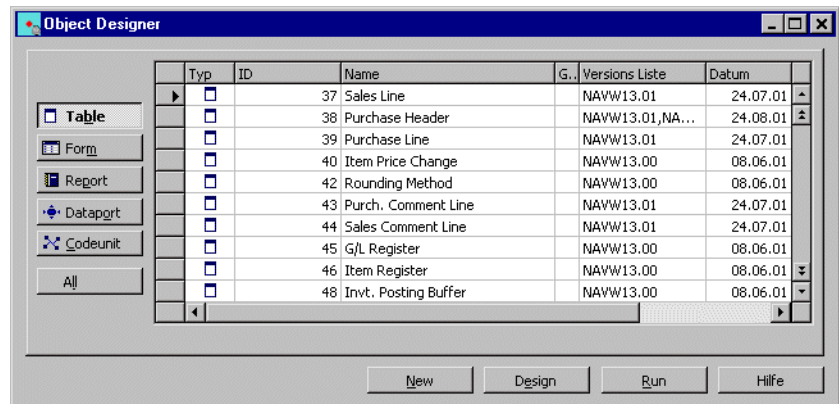 Object Designer
Typ ID Name G.. Versions Liste Datum
37 Sales Line NAVW13.01 24.07.01
38 Purchase Header NAVW13.01,NA... 24.08.01
39 Purchase Line NAVW13.01 24.07.01
40 Item Price Change NAVW13.00 08.06.01
42 Rounding Method NAVW13.00 08.06.01
43 Purch. Comment Line NAVW13.01 24.07.01
44 Sales Comment Line NAVW13.01 24.07.01
45 G/L Register NAVW13.00 08.06.01
46 Item Register NAVW13.00 08.06.01
48 Invt. Posting Buffer NAVW13.00 08.06.01
Table
Form
Report
Dataport
Codeunit
All
New Design Run Hilfe